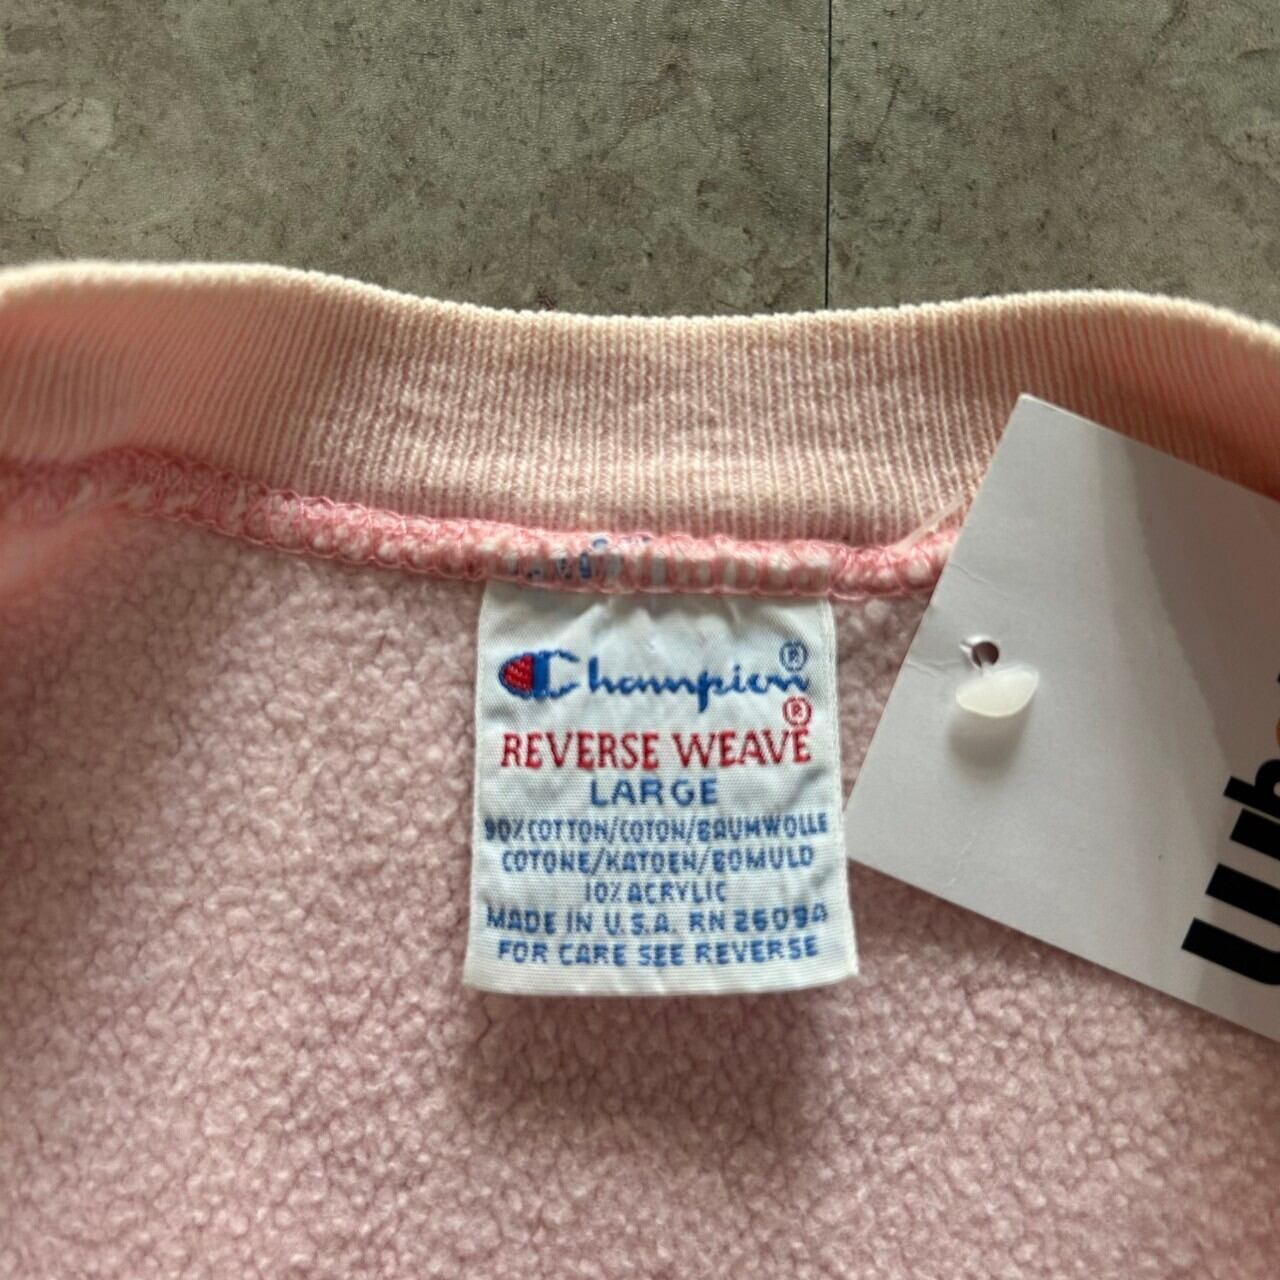 Champion®
REVERSE WEAVE®
LARGE
90% COTTON/COTON/BAUMWOLLE
COTONE/KATOEN/BOMULD
10% ACRYLIC
MADE IN U.S.A. RN 26094
FOR CARE SEE REVERSE